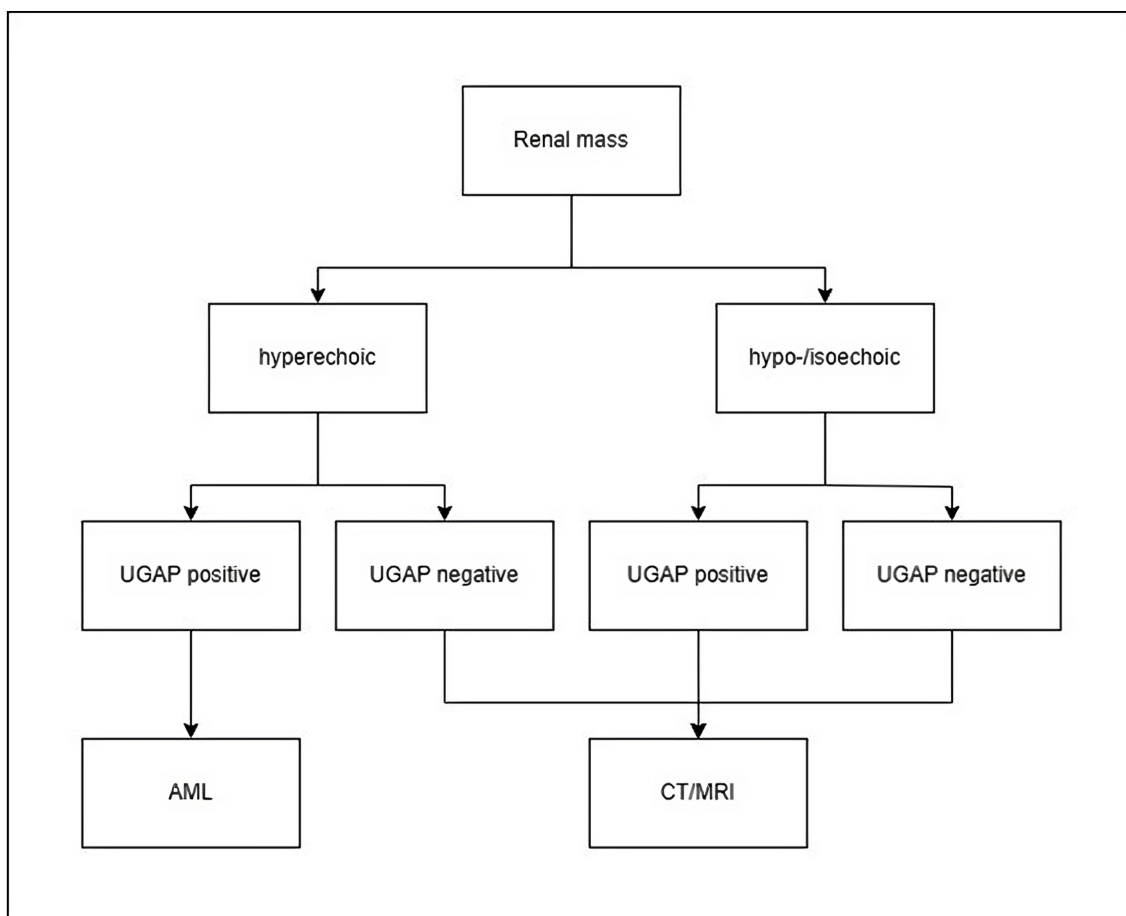 Renal mass
hyperechoic
hypo-/isoechoic
UGAP positive
UGAP negative
UGAP positive
UGAP negative
AML
CT/MRI